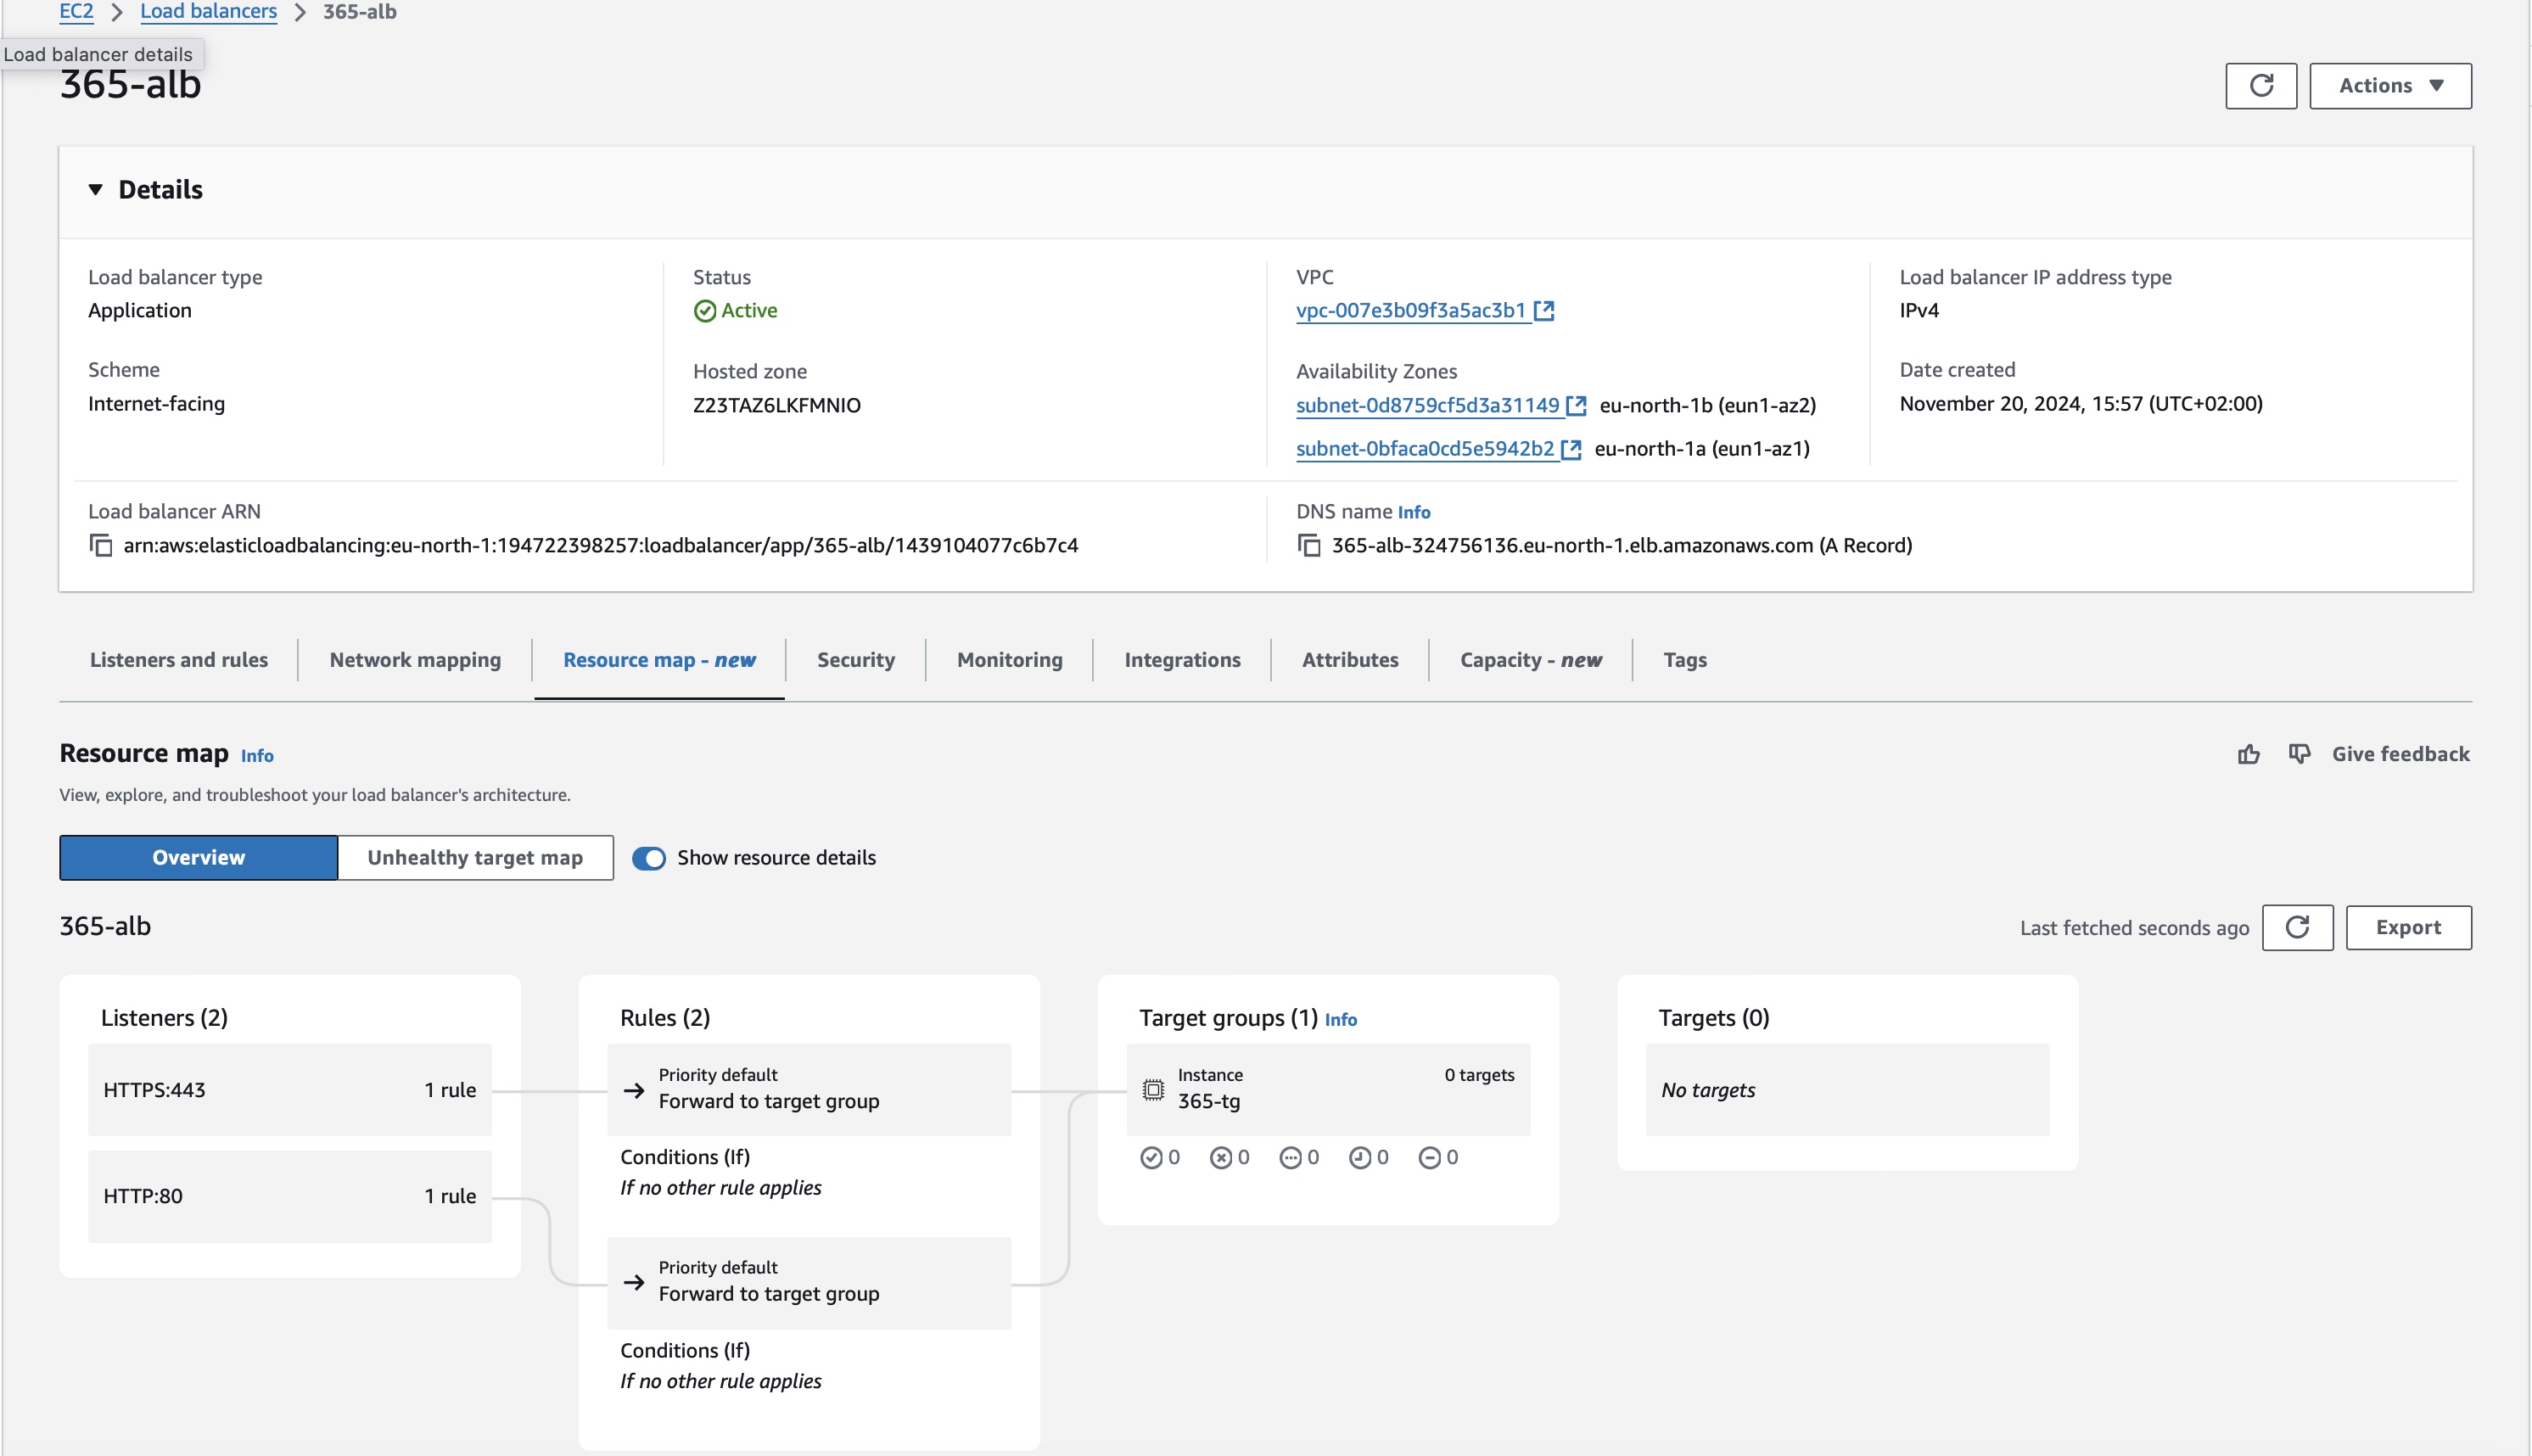 EC2 > Load balancers > 365-alb
Load balancer details
365-alb
Actions
Details
Load balancer type
Application
Status
Active
VPC
vpc-007e3b09f3a5ac3b1
Load balancer IP address type
IPv4
Scheme
Internet-facing
Hosted zone
Z23TAZ6LKFMNIO
Availability Zones
subnet-0d8759cf5d3a31149 eu-north-1b (eun1-az2)
subnet-0bfaca0cd5e5942b2 eu-north-1a (eun1-az1)
Date created
November 20, 2024, 15:57 (UTC+02:00)
Load balancer ARN
arn:aws:elasticloadbalancing:eu-north-1:194722398257:loadbalancer/app/365-alb/1439104077c6b7c4
DNS name Info
365-alb-324756136.eu-north-1.elb.amazonaws.com (A Record)
Listeners and rules
Network mapping
Resource map - new
Security
Monitoring
Integrations
Attributes
Capacity - new
Tags
Resource map Info
Give feedback
View, explore, and troubleshoot your load balancer's architecture.
Overview
Unhealthy target map
Show resource details
365-alb
Last fetched seconds ago
Export
Listeners (2)
HTTPS:443 1 rule
HTTP:80 1 rule
Rules (2)
Priority default
Forward to target group
Conditions (If)
If no other rule applies
Priority default
Forward to target group
Conditions (If)
If no other rule applies
Target groups (1) Info
Instance 0 targets
365-tg
0 0 0 0 0
Targets (0)
No targets